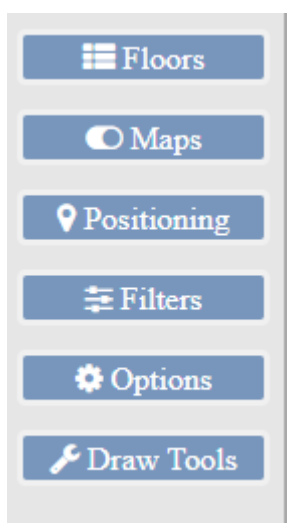 Floors
Maps
Positioning
Filters
Options
Draw Tools